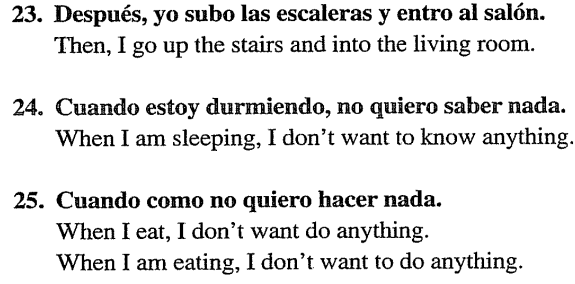 23. Después, yo subo las escaleras y entro al salón.
Then, I go up the stairs and into the living room.
24. Cuando estoy durmiendo, no quiero saber nada.
When I am sleeping, I don't want to know anything.
25. Cuando como no quiero hacer nada.
When I eat, I don't want do anything.
When I am eating, I don't want to do anything.